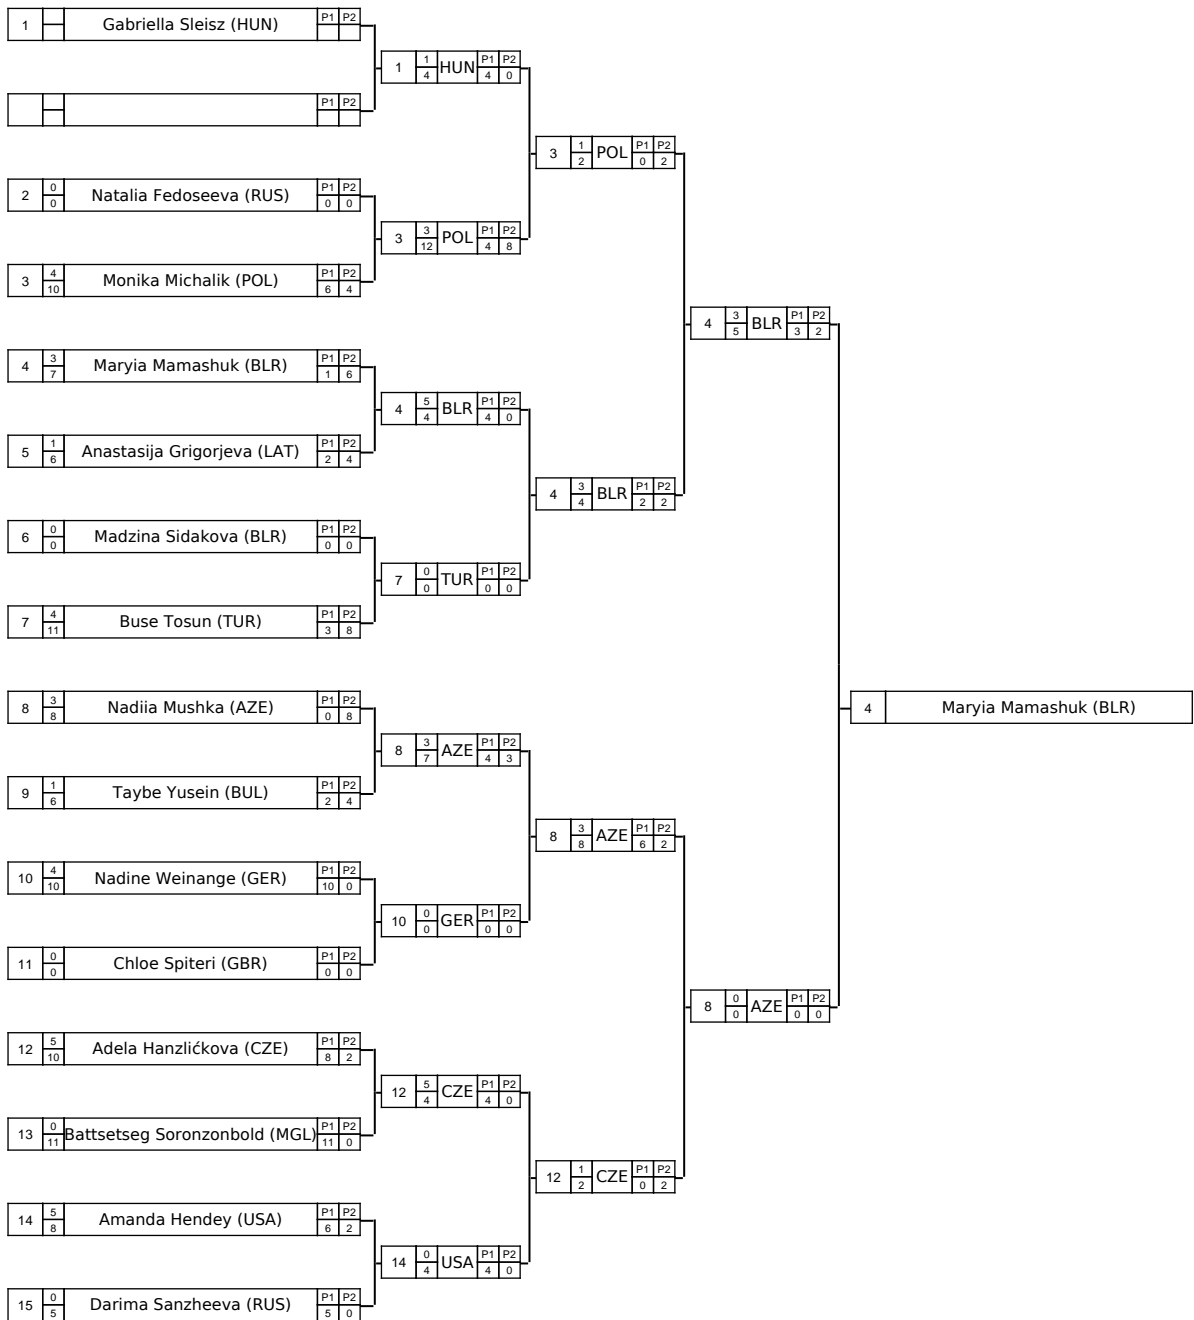 1 Gabriella Sleisz (HUN) P1 P2
1 1 4 HUN P1 P2 4 0
P1 P2
3 1 2 POL P1 P2 0 2
2 0 0 Natalia Fedoseeva (RUS) P1 P2 0 0
3 3 12 POL P1 P2 4 8
3 4 10 Monika Michalik (POL) P1 P2 6 4
4 3 5 BLR P1 P2 3 2
4 3 7 Maryia Mamashuk (BLR) P1 P2 1 6
4 5 4 BLR P1 P2 4 0
5 1 6 Anastasija Grigorjeva (LAT) P1 P2 2 4
4 3 4 BLR P1 P2 2 2
6 0 0 Madzina Sidakova (BLR) P1 P2 0 0
7 0 0 TUR P1 P2 0 0
7 4 11 Buse Tosun (TUR) P1 P2 3 8
8 3 8 Nadiia Mushka (AZE) P1 P2 0 8
4 Maryia Mamashuk (BLR)
8 3 7 AZE P1 P2 4 3
9 1 6 Taybe Yusein (BUL) P1 P2 2 4
8 3 8 AZE P1 P2 6 2
10 4 10 Nadine Weinange (GER) P1 P2 10 0
10 0 0 GER P1 P2 0 0
11 0 0 Chloe Spiteri (GBR) P1 P2 0 0
8 0 0 AZE P1 P2 0 0
12 5 10 Adela Hanzlićkova (CZE) P1 P2 8 2
12 5 4 CZE P1 P2 4 0
13 0 11 Battsetseg Soronzonbold (MGL) P1 P2 11 0
12 1 2 CZE P1 P2 0 2
14 5 8 Amanda Hendey (USA) P1 P2 6 2
14 0 4 USA P1 P2 4 0
15 0 5 Darima Sanzheeva (RUS) P1 P2 5 0